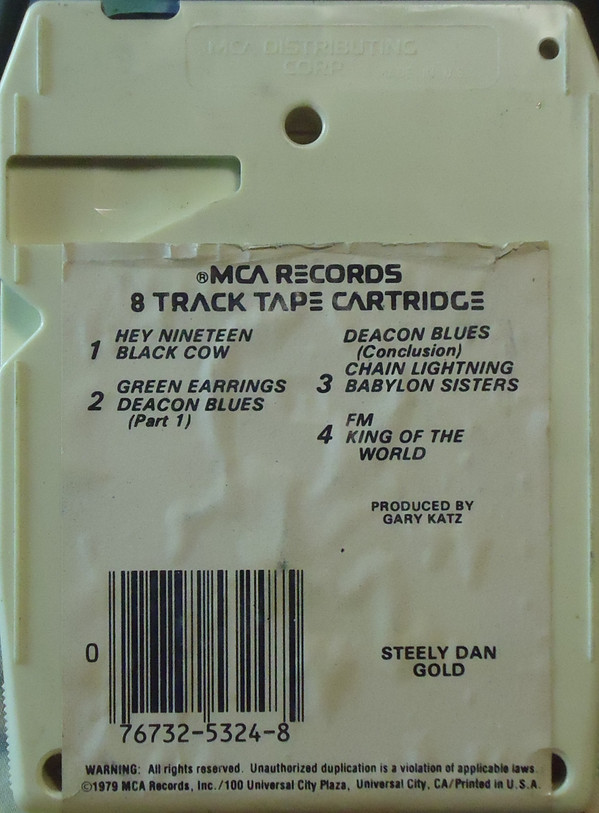 MCA DISTRIBUTING
CORP
®MCA RECORDS
8 TRACK TAPE CARTRIDGE
1 HEY NINETEEN
BLACK COW
2 GREEN EARRINGS
DEACON BLUES
(Part 1)
DEACON BLUES
(Conclusion)
3 CHAIN LIGHTNING
BABYLON SISTERS
4 FM
KING OF THE
WORLD
PRODUCED BY
GARY KATZ
0
76732-5324-8
STEELY DAN
GOLD
WARNING: All rights reserved. Unauthorized duplication is a violation of applicable laws.
©1979 MCA Records, Inc./100 Universal City Plaza, Universal City, CA/Printed in U.S.A.